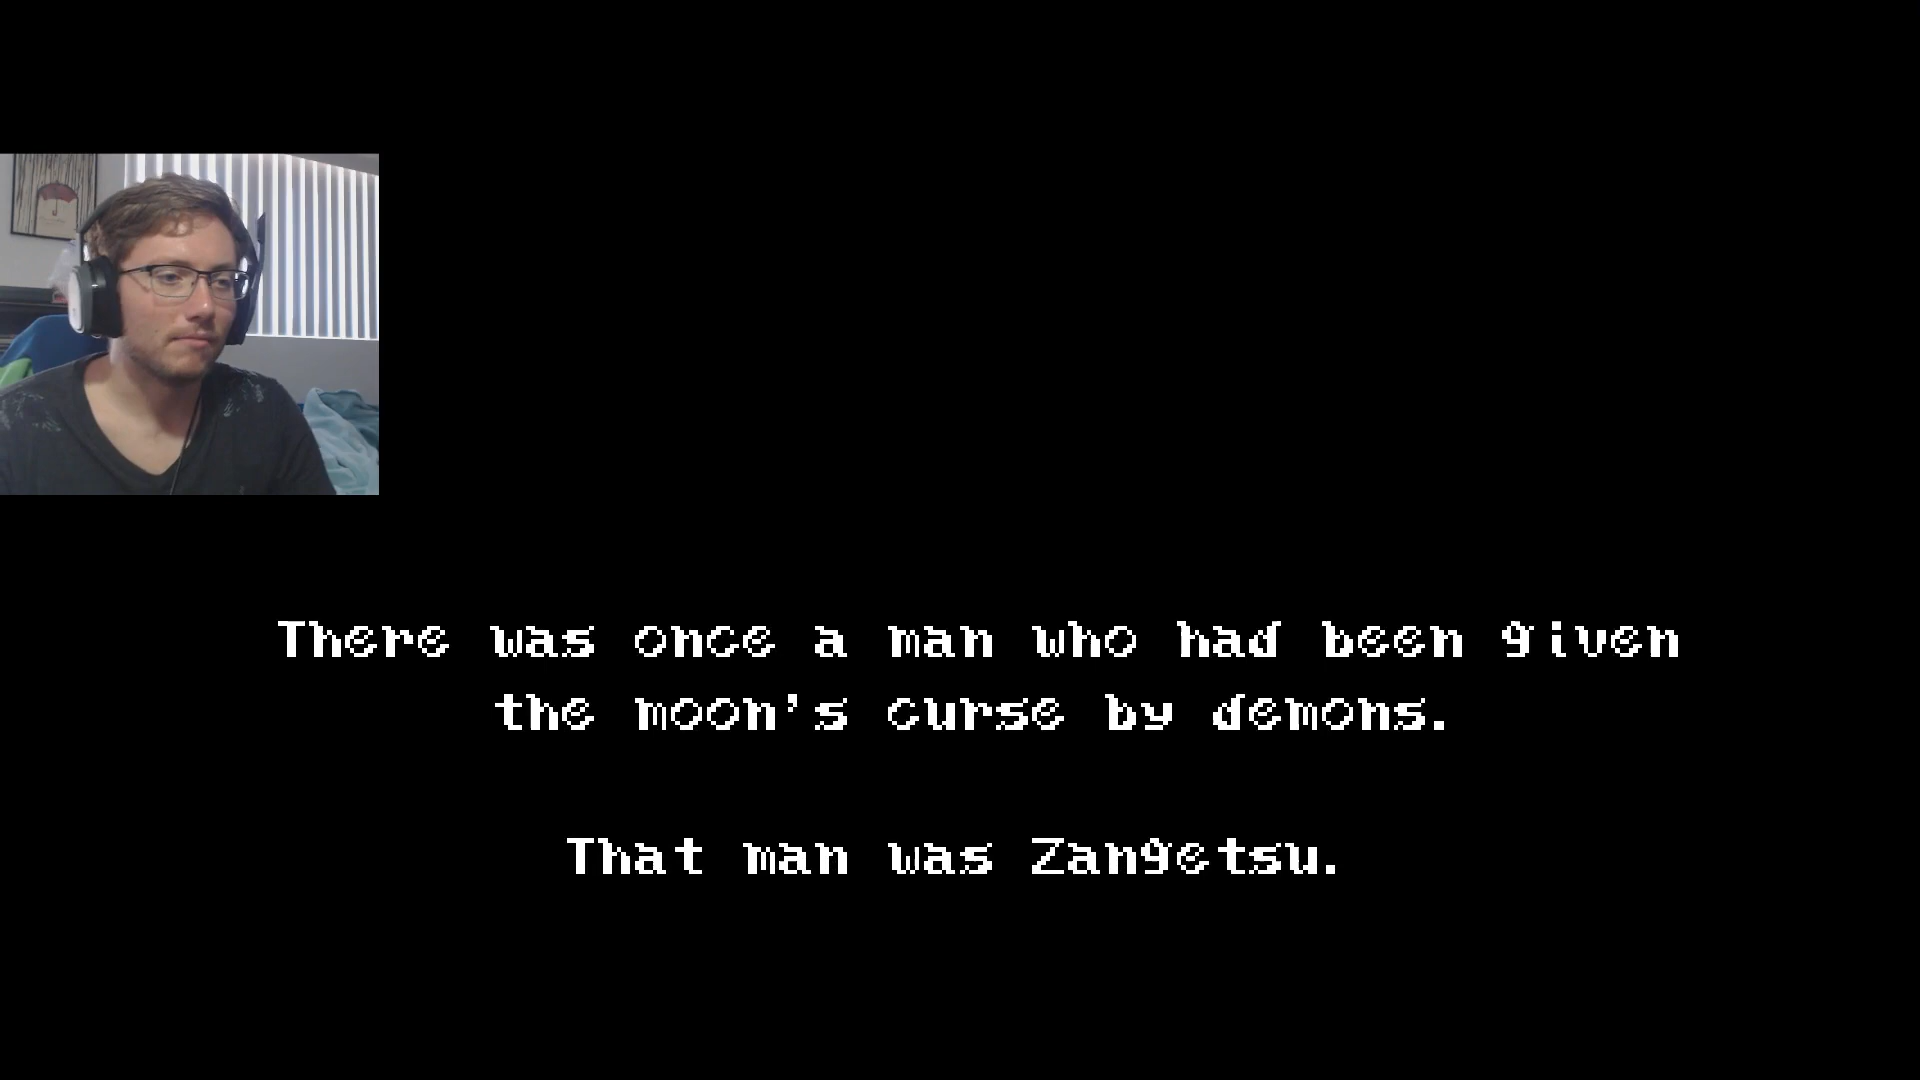 There was once a man who had been given
the moon's curse by demons.
That man was Zangetsu.